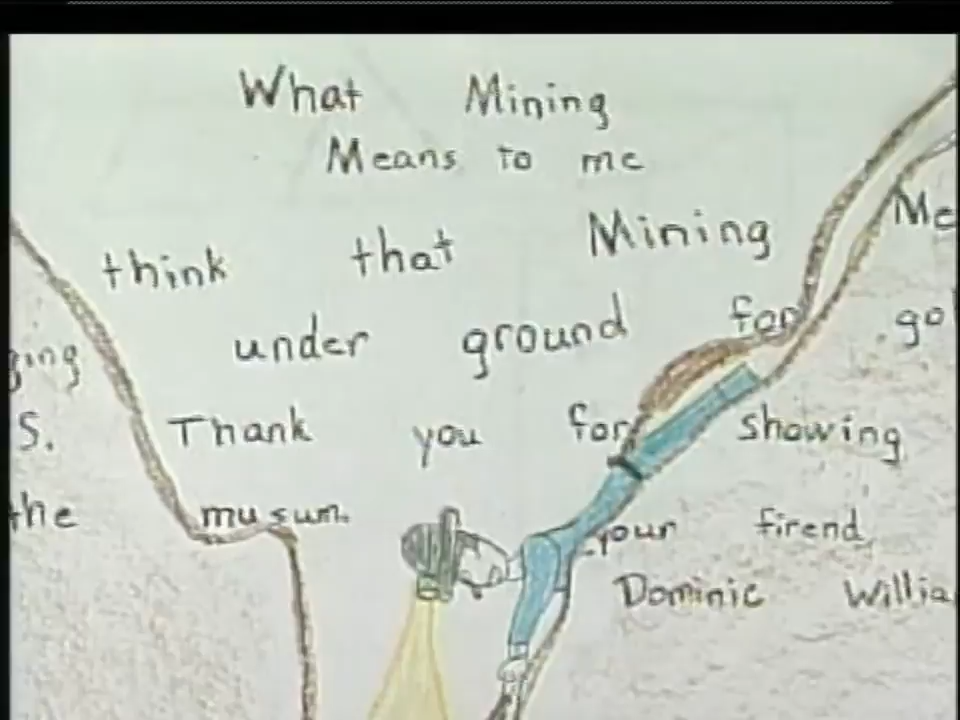 What Mining
Means to me
think that Mining Me
ging under ground for go
s. Thank you for showing
the musum.
your firend
Dominic Willia